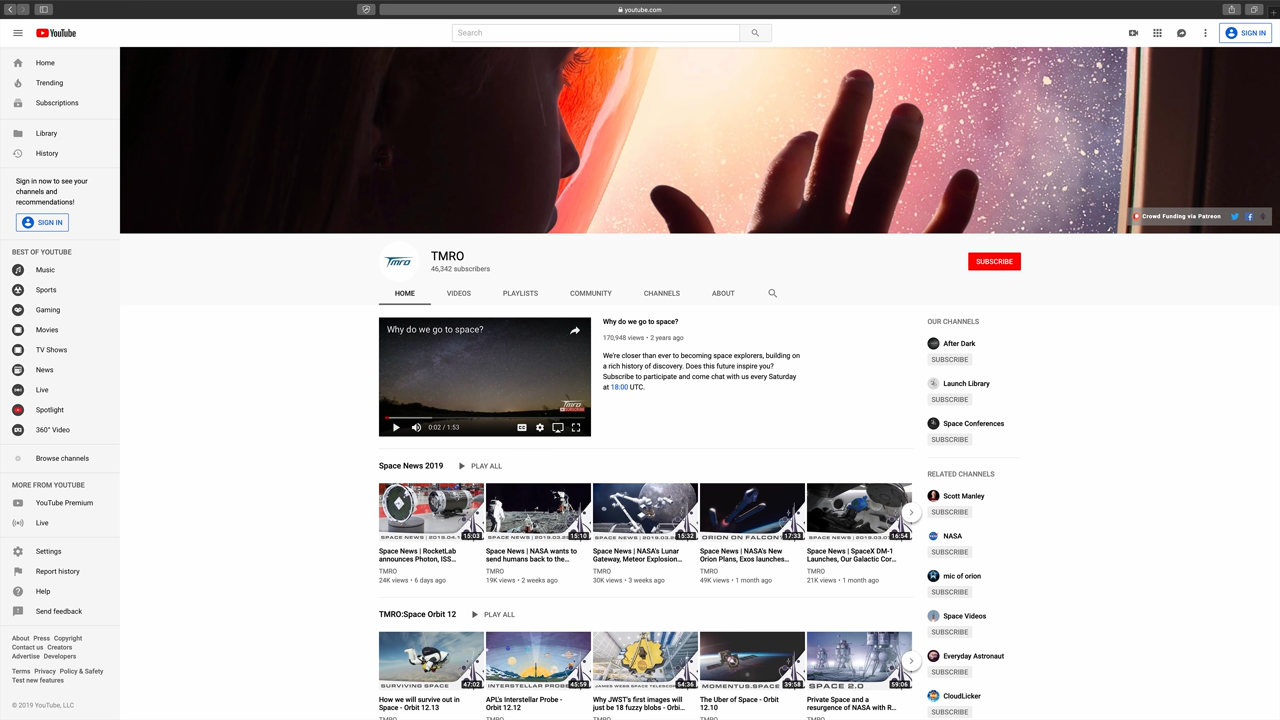 youtube.com
YouTube
Search
SIGN IN
Home
Trending
Subscriptions
Library
History
Sign in now to see your
channels and
recommendations!
SIGN IN
BEST OF YOUTUBE
Music
Sports
Gaming
Movies
TV Shows
News
Live
Spotlight
360° Video
Browse channels
MORE FROM YOUTUBE
YouTube Premium
Live
Settings
Report history
Help
Send feedback
About Press Copyright
Contact us Creators
Advertise Developers
Terms Privacy Policy & Safety
Test new features
© 2019 YouTube, LLC
Crowd Funding via Patreon
TMRO
TMRO
46,342 subscribers
SUBSCRIBE
HOME VIDEOS PLAYLISTS COMMUNITY CHANNELS ABOUT
Why do we go to space?
TMRO
0:02 / 1:53
CC
Why do we go to space?
170,948 views • 2 years ago
We're closer than ever to becoming space explorers, building on
a rich history of discovery. Does this future inspire you?
Subscribe to participate and come chat with us every Saturday
at 18:00 UTC.
Space News 2019 PLAY ALL
15:03
Space News | RocketLab
announces Photon, ISS...
TMRO
24K views • 6 days ago
15:10
Space News | NASA wants to
send humans back to the...
TMRO
19K views • 2 weeks ago
15:32
Space News | NASA's Lunar
Gateway, Meteor Explosion...
TMRO
30K views • 3 weeks ago
ORION ON FALCON
17:33
Space News | NASA's New
Orion Plans, Exos launches...
TMRO
49K views • 1 month ago
16:54
Space News | SpaceX DM-1
Launches, Our Galactic Cor...
TMRO
21K views • 1 month ago
TMRO:Space Orbit 12 PLAY ALL
SURVIVING SPACE
47:02
How we will survive out in
Space - Orbit 12.13
TMRO
INTERSTELLAR PROBE
45:59
APL's Interstellar Probe -
Orbit 12.12
TMRO
JAMES WEBB SPACE TELESCOPE
54:36
Why JWST's first images will
just be 18 fuzzy blobs - Orbi...
TMRO
MOMENTUS.SPACE
39:58
The Uber of Space - Orbit
12.10
TMRO
SPACE 2.0
59:06
Private Space and a
resurgence of NASA with R...
TMRO
OUR CHANNELS
After Dark
SUBSCRIBE
Launch Library
SUBSCRIBE
Space Conferences
SUBSCRIBE
RELATED CHANNELS
Scott Manley
SUBSCRIBE
NASA
SUBSCRIBE
mic of orion
SUBSCRIBE
Space Videos
SUBSCRIBE
Everyday Astronaut
SUBSCRIBE
CloudLicker
SUBSCRIBE